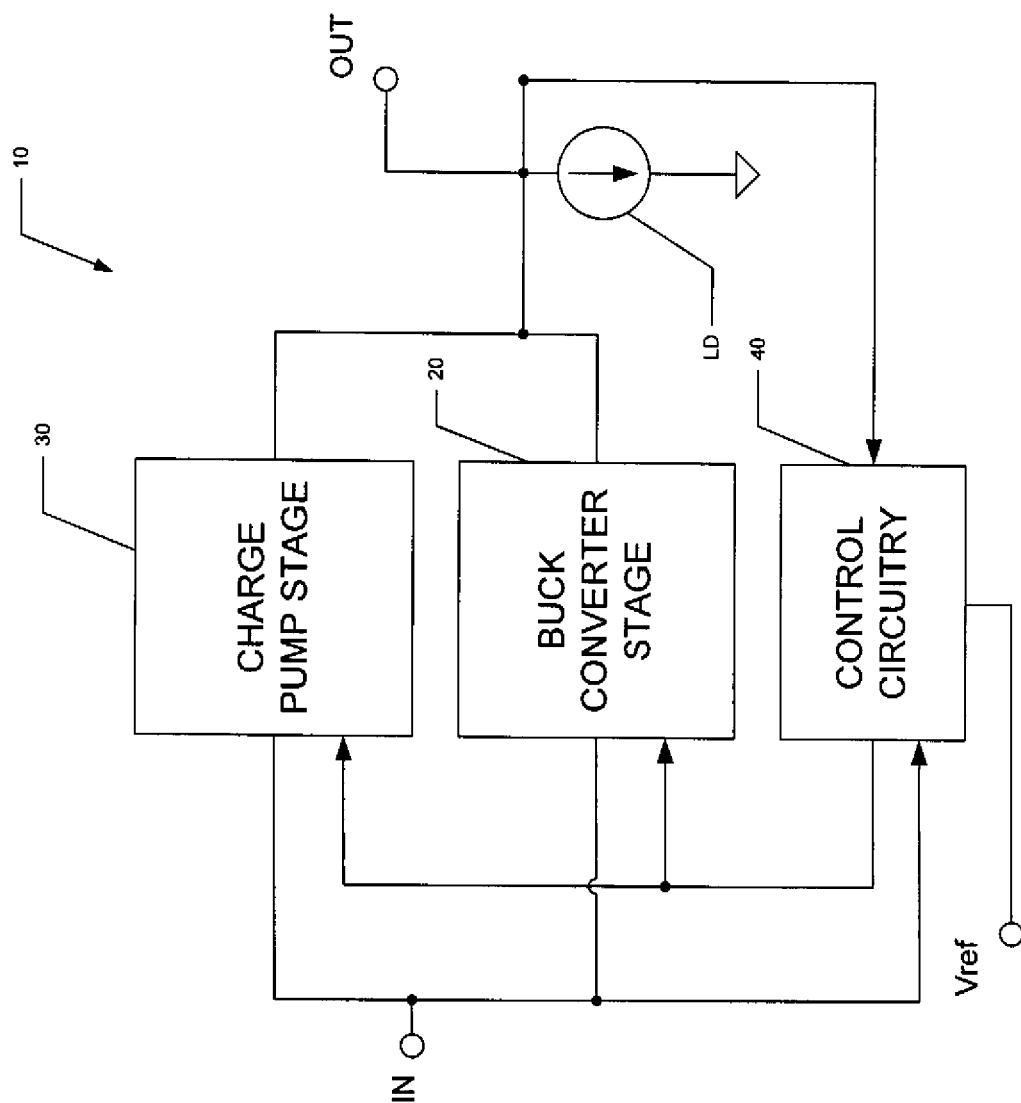 10
OUT
30
CHARGE
PUMP STAGE
20
BUCK
CONVERTER
STAGE
LD
40
CONTROL
CIRCUITRY
IN
Vref